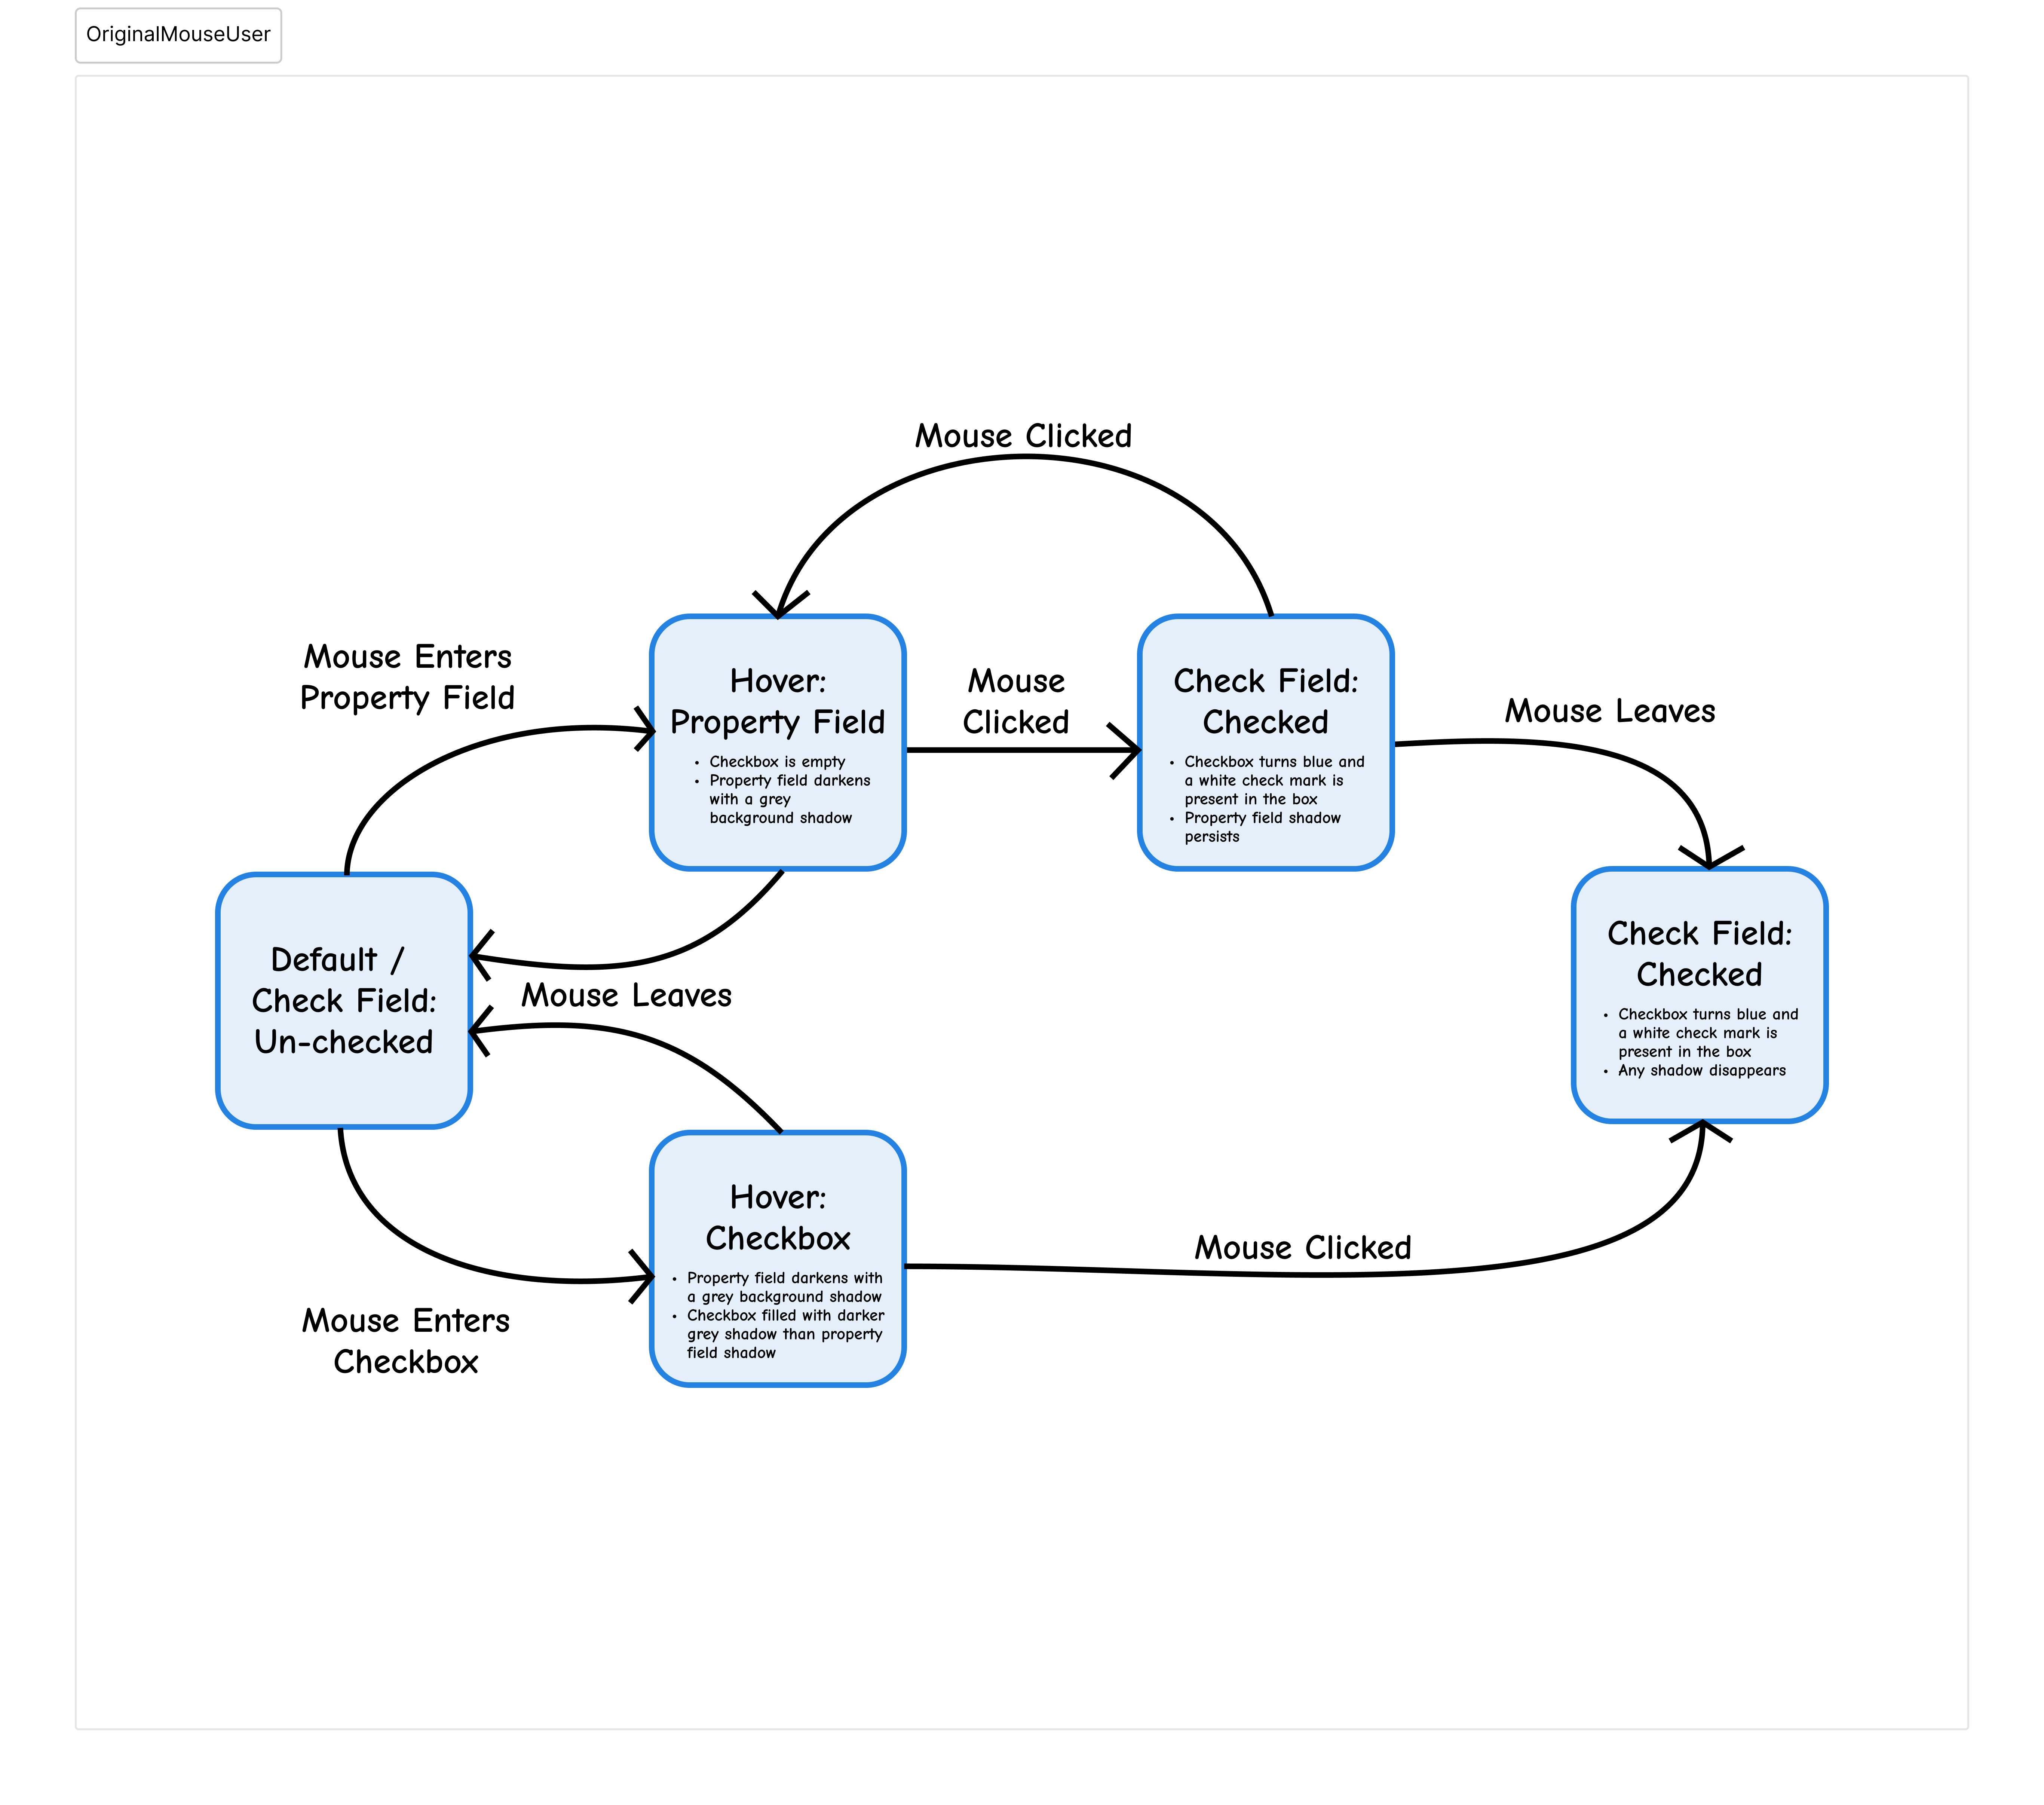 OriginalMouseUser
Mouse Clicked
Mouse Enters
Property Field
Hover:
Property Field
• Checkbox is empty
• Property field darkens
with a grey
background shadow
Mouse
Clicked
Check Field:
Checked
• Checkbox turns blue and
a white check mark is
present in the box
• Property field shadow
persists
Mouse Leaves
Default /
Check Field:
Un-checked
Mouse Leaves
Check Field:
Checked
• Checkbox turns blue and
a white check mark is
present in the box
• Any shadow disappears
Hover:
Checkbox
• Property field darkens with
a grey background shadow
• Checkbox filled with darker
grey shadow than property
field shadow
Mouse Clicked
Mouse Enters
Checkbox